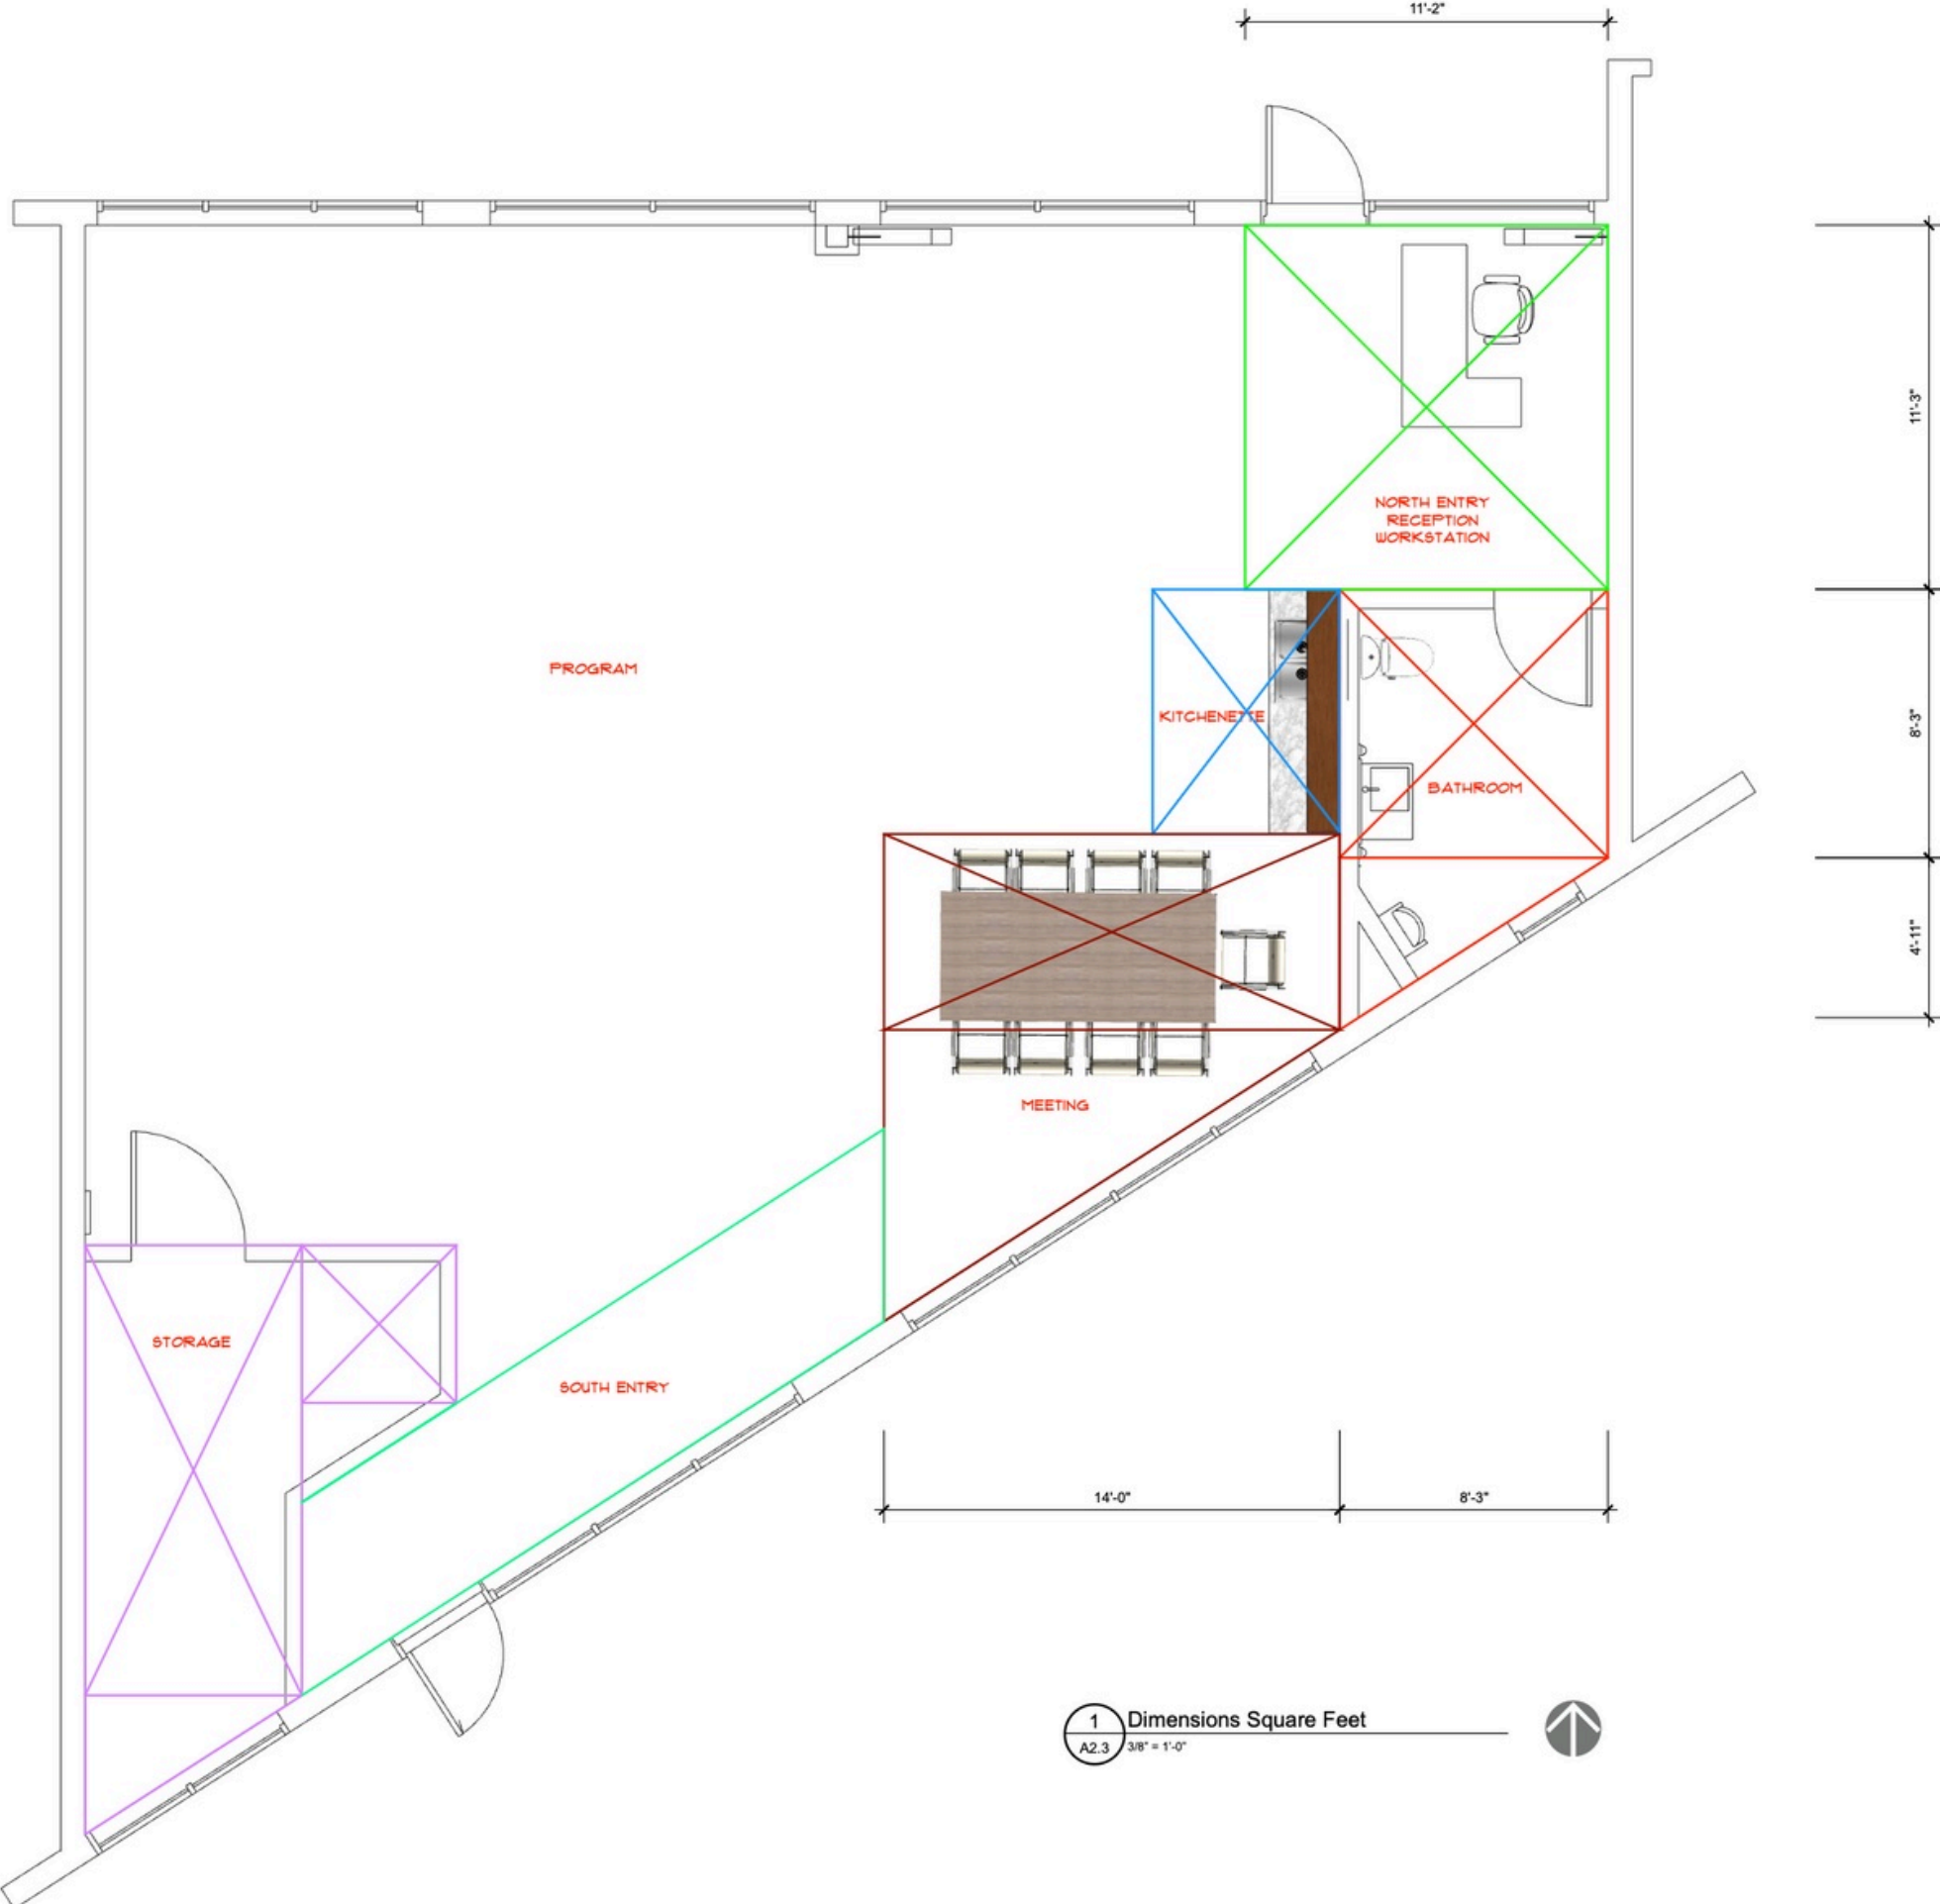 11'-2"
11'-3"
NORTH ENTRY
RECEPTION
WORKSTATION
PROGRAM
KITCHENETTE
8'-3"
BATHROOM
4'-11"
MEETING
STORAGE
SOUTH ENTRY
14'-0"
8'-3"
1
Dimensions Square Feet
A2.3
3/8" = 1'-0"